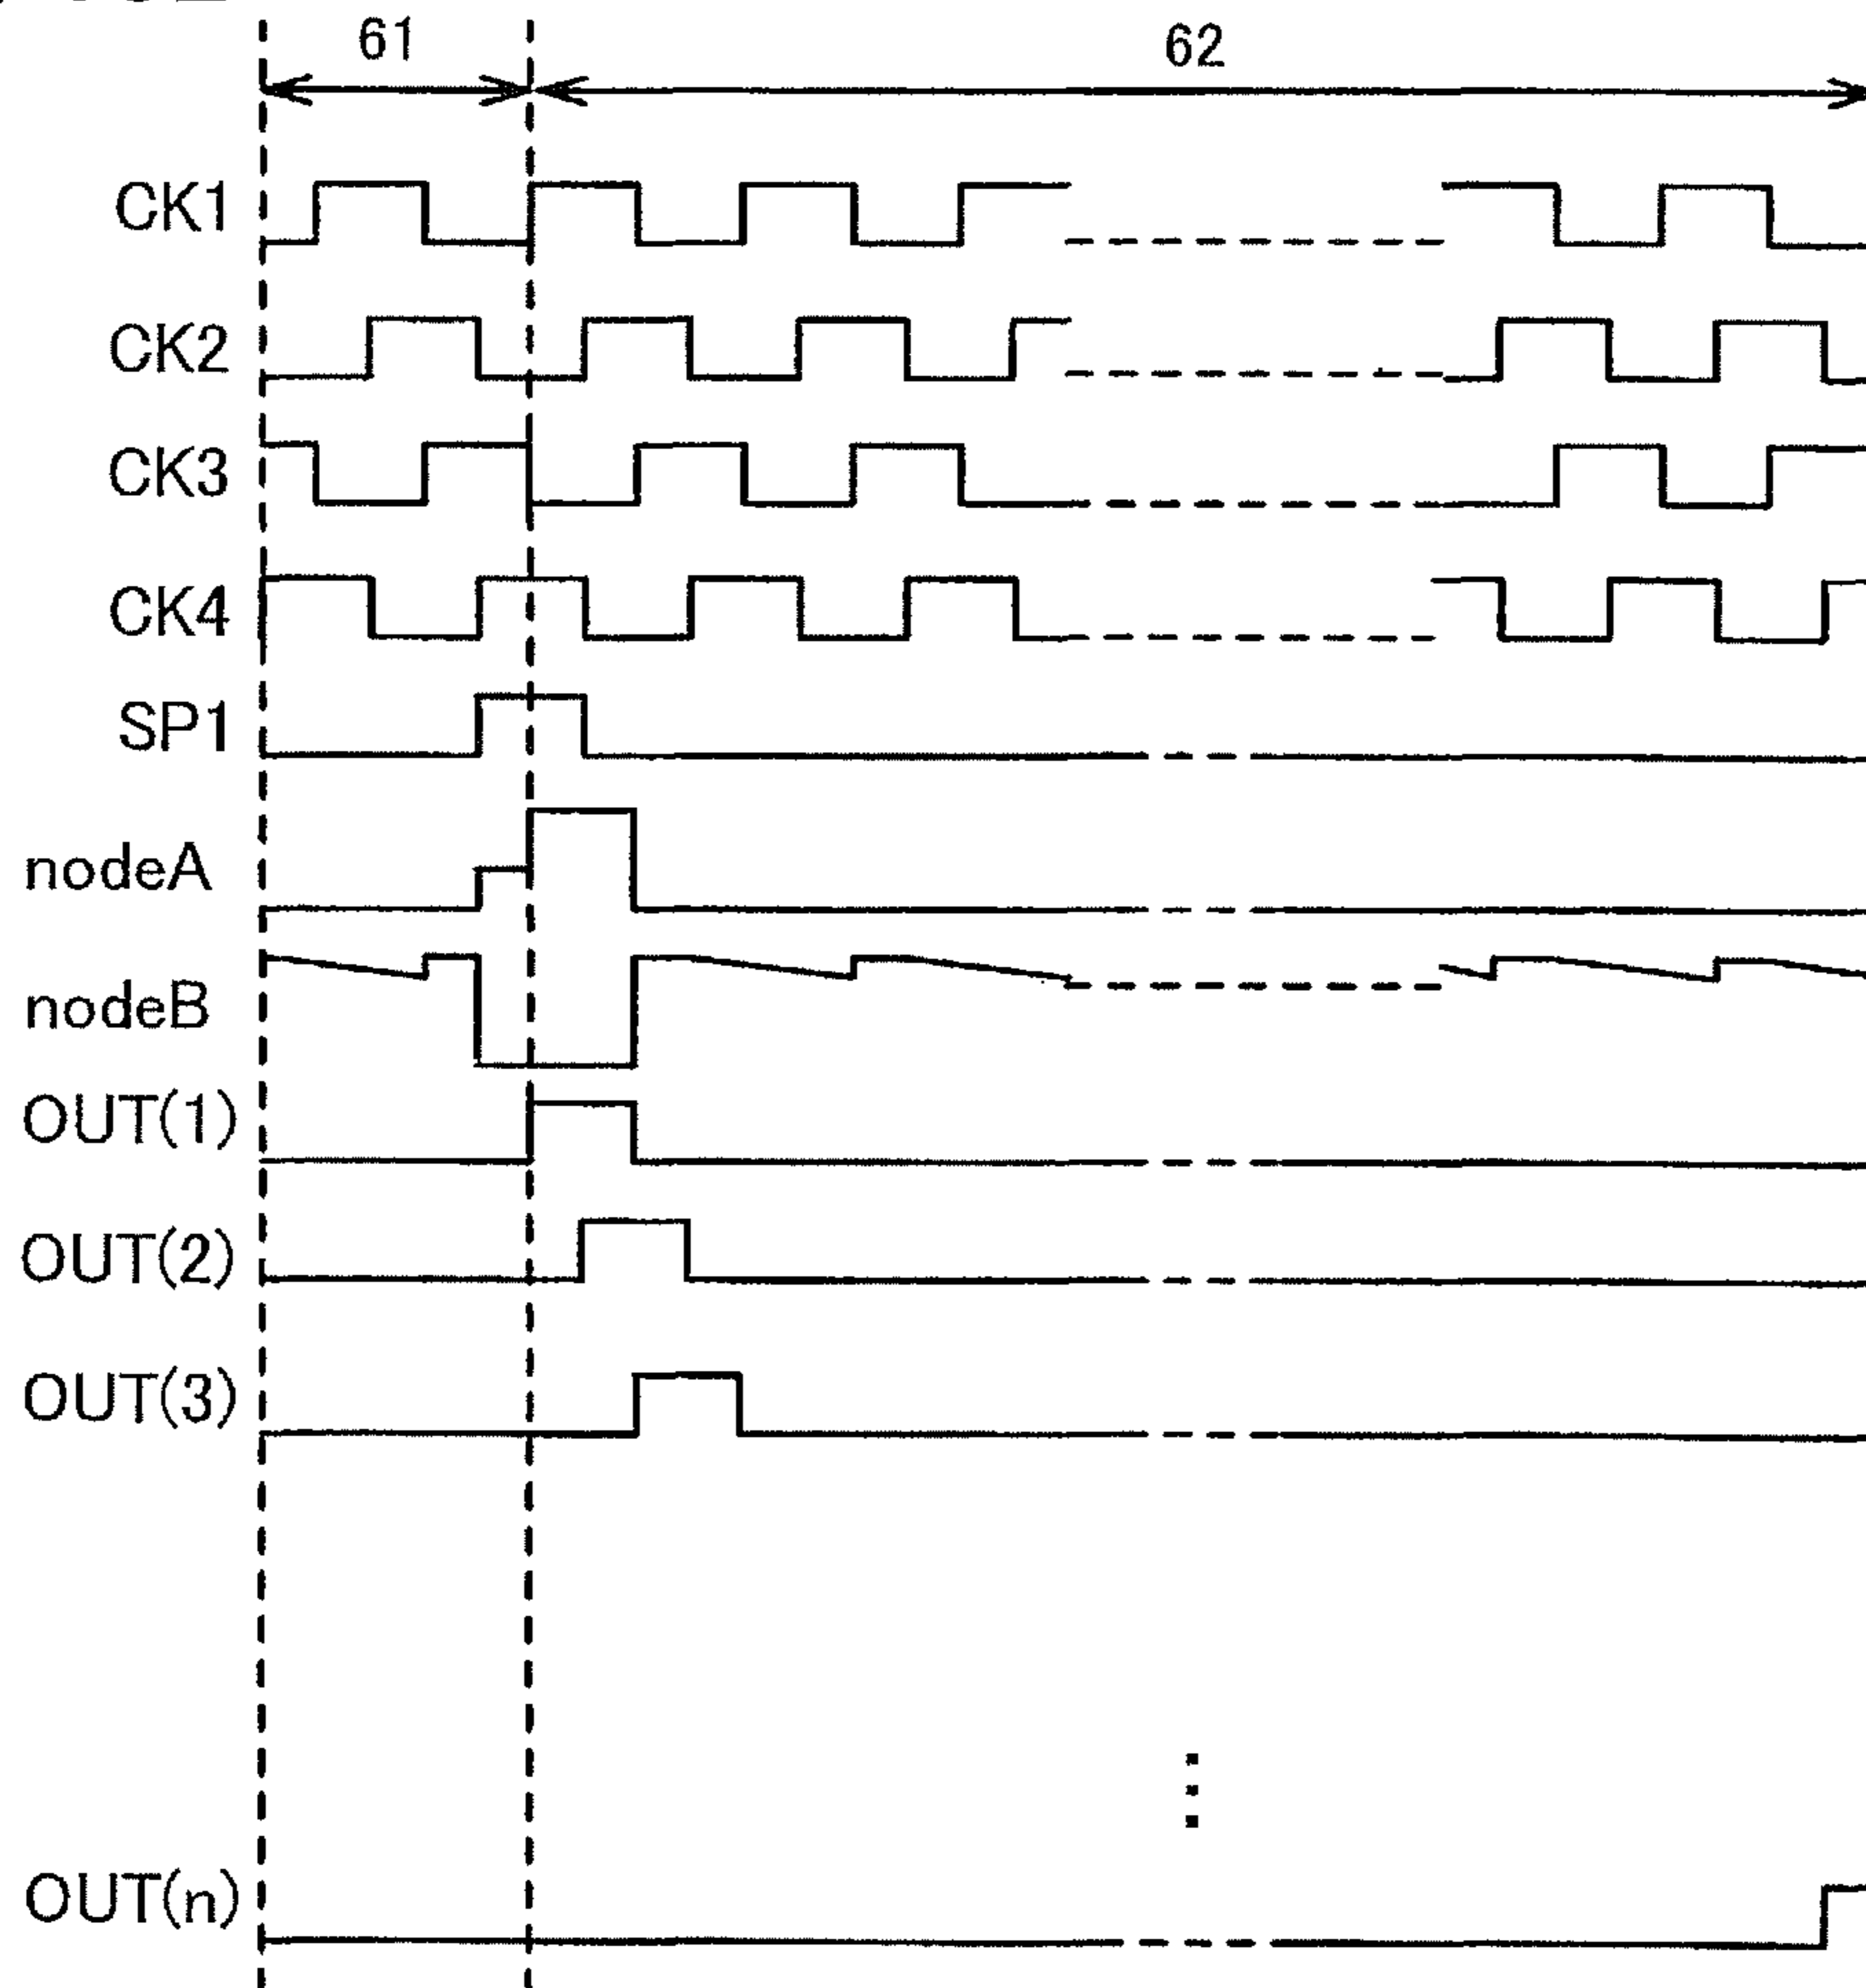 61
62
CK1
CK2
CK3
CK4
SP1
nodeA
nodeB
OUT(1)
OUT(2)
OUT(3)
OUT(n)